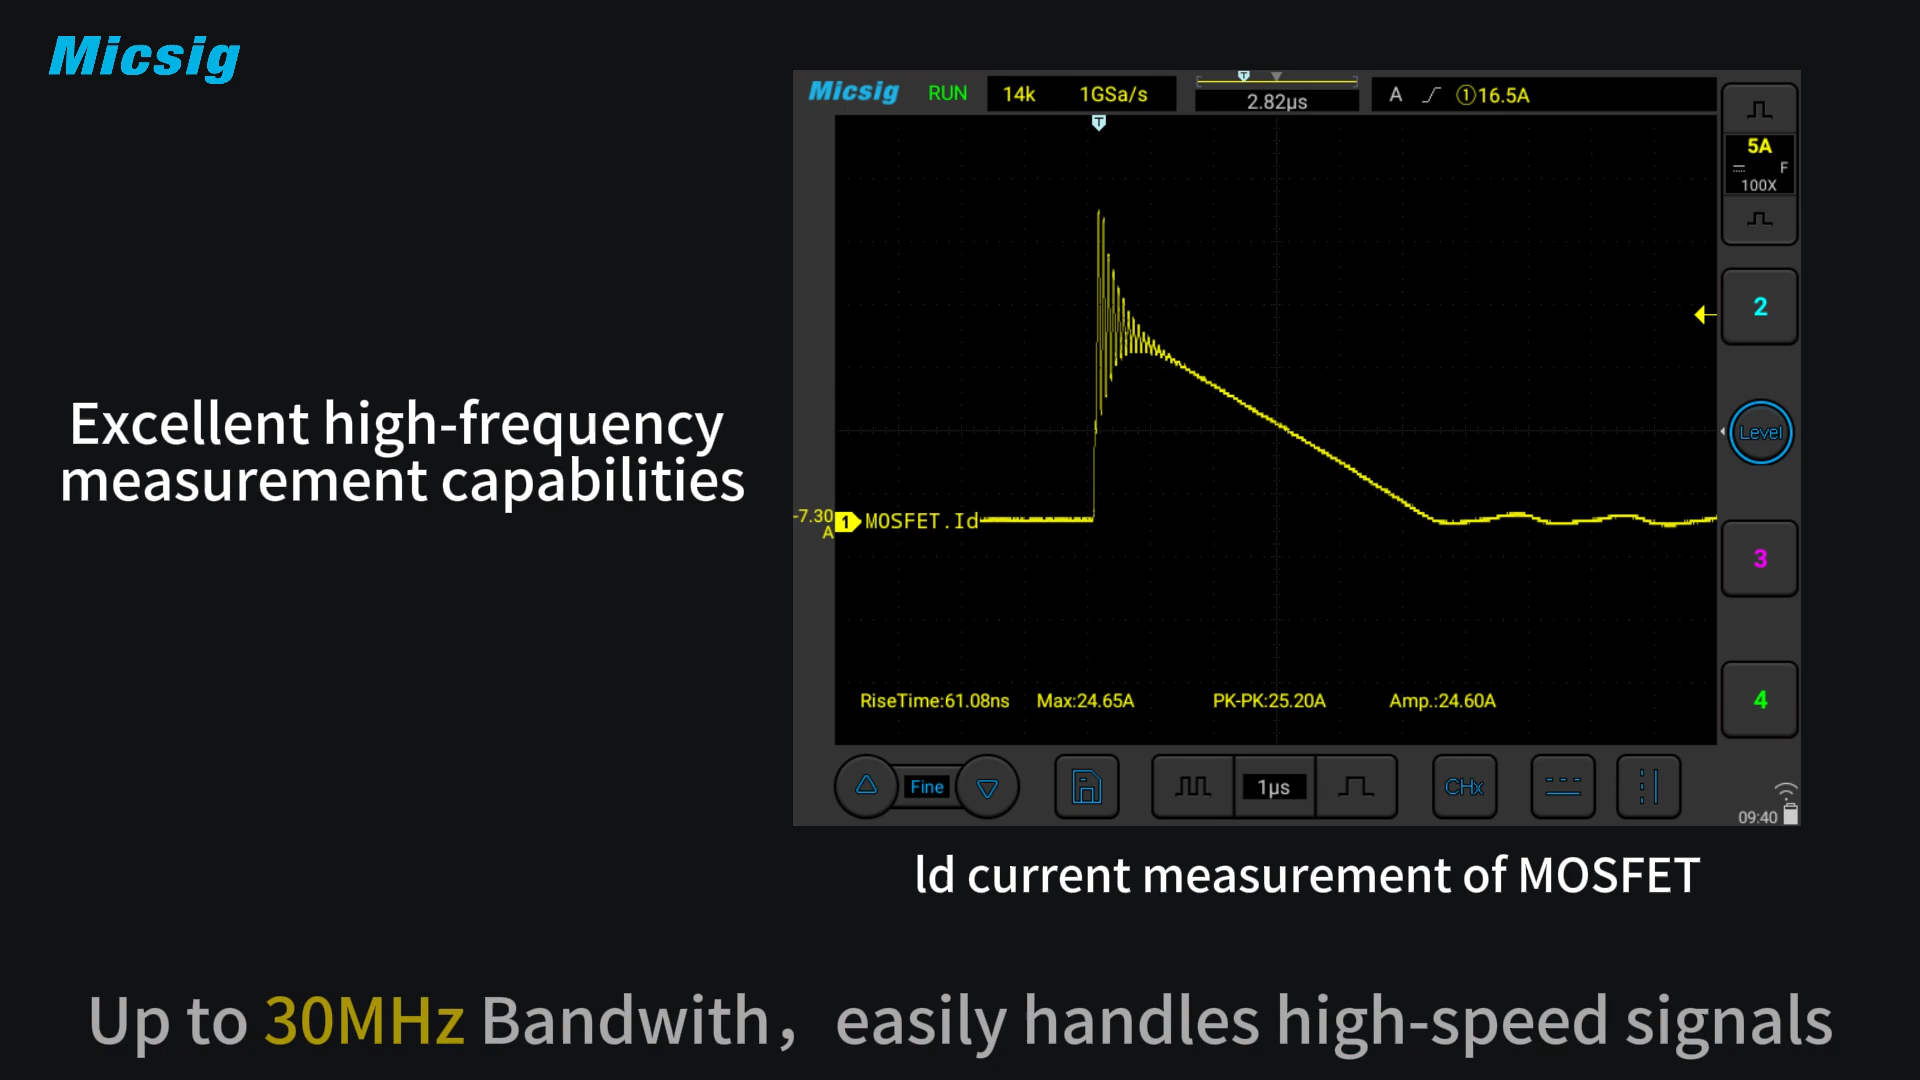 Micsig
Micsig RUN 14k 1GSa/s T 2.82µs A ①16.5A
T
5A
F
100X
2
Level
Excellent high-frequency
measurement capabilities
-7.30
A
1 MOSFET.Id
3
RiseTime:61.08ns Max:24.65A PK-PK:25.20A Amp.:24.60A
4
Fine 1µs CHx
09:40
ld current measurement of MOSFET
Up to 30MHz Bandwith，easily handles high-speed signals